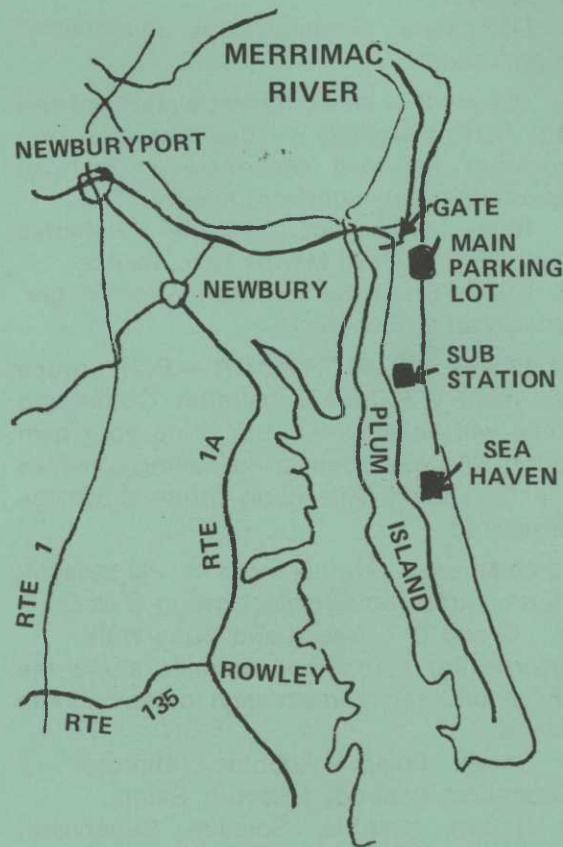 MERRIMAC
RIVER
NEWBURYPORT
GATE
MAIN
PARKING
LOT
NEWBURY
SUB
STATION
PLUM
ISLAND
SEA
HAVEN
RTE 1A
RTE 1
ROWLEY
RTE 135